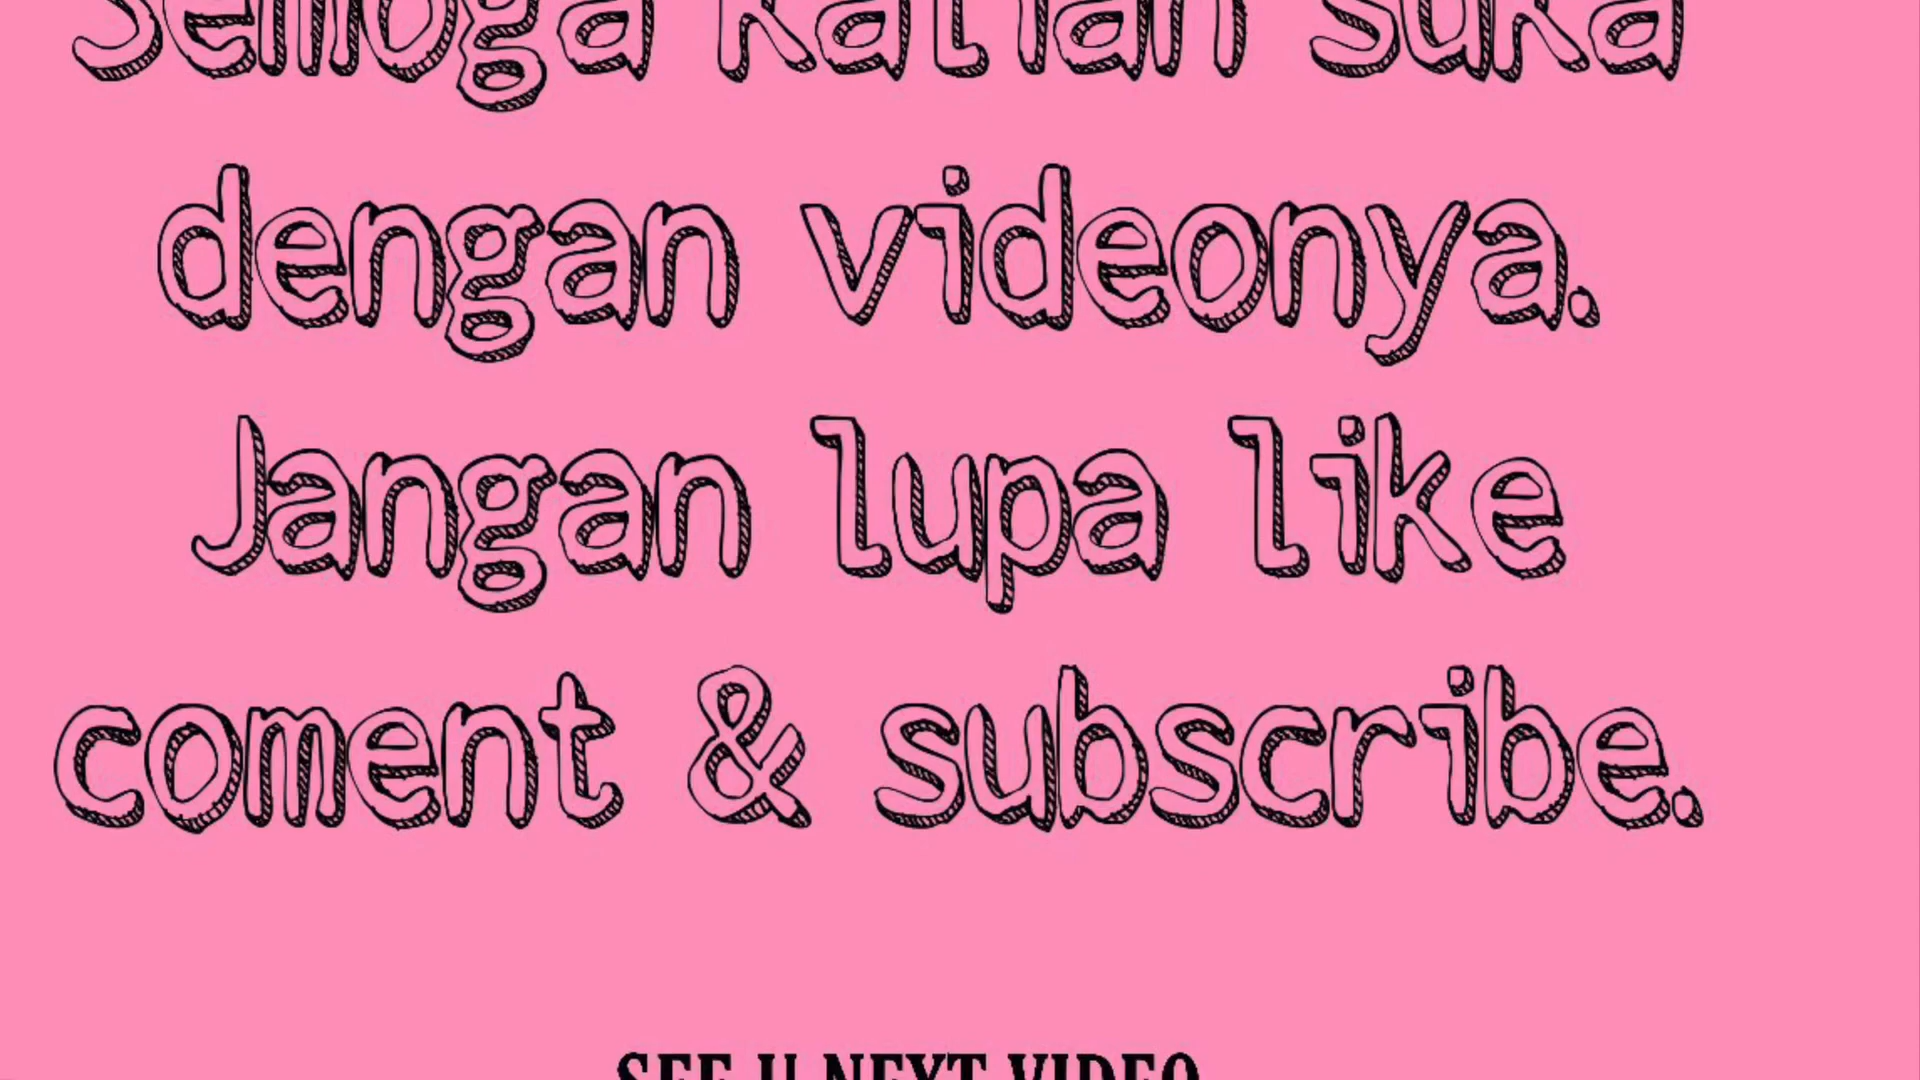 Semoga kalian suka
dengan videonya.
Jangan lupa like
coment & subscribe.
SEE U NEXT VIDEO